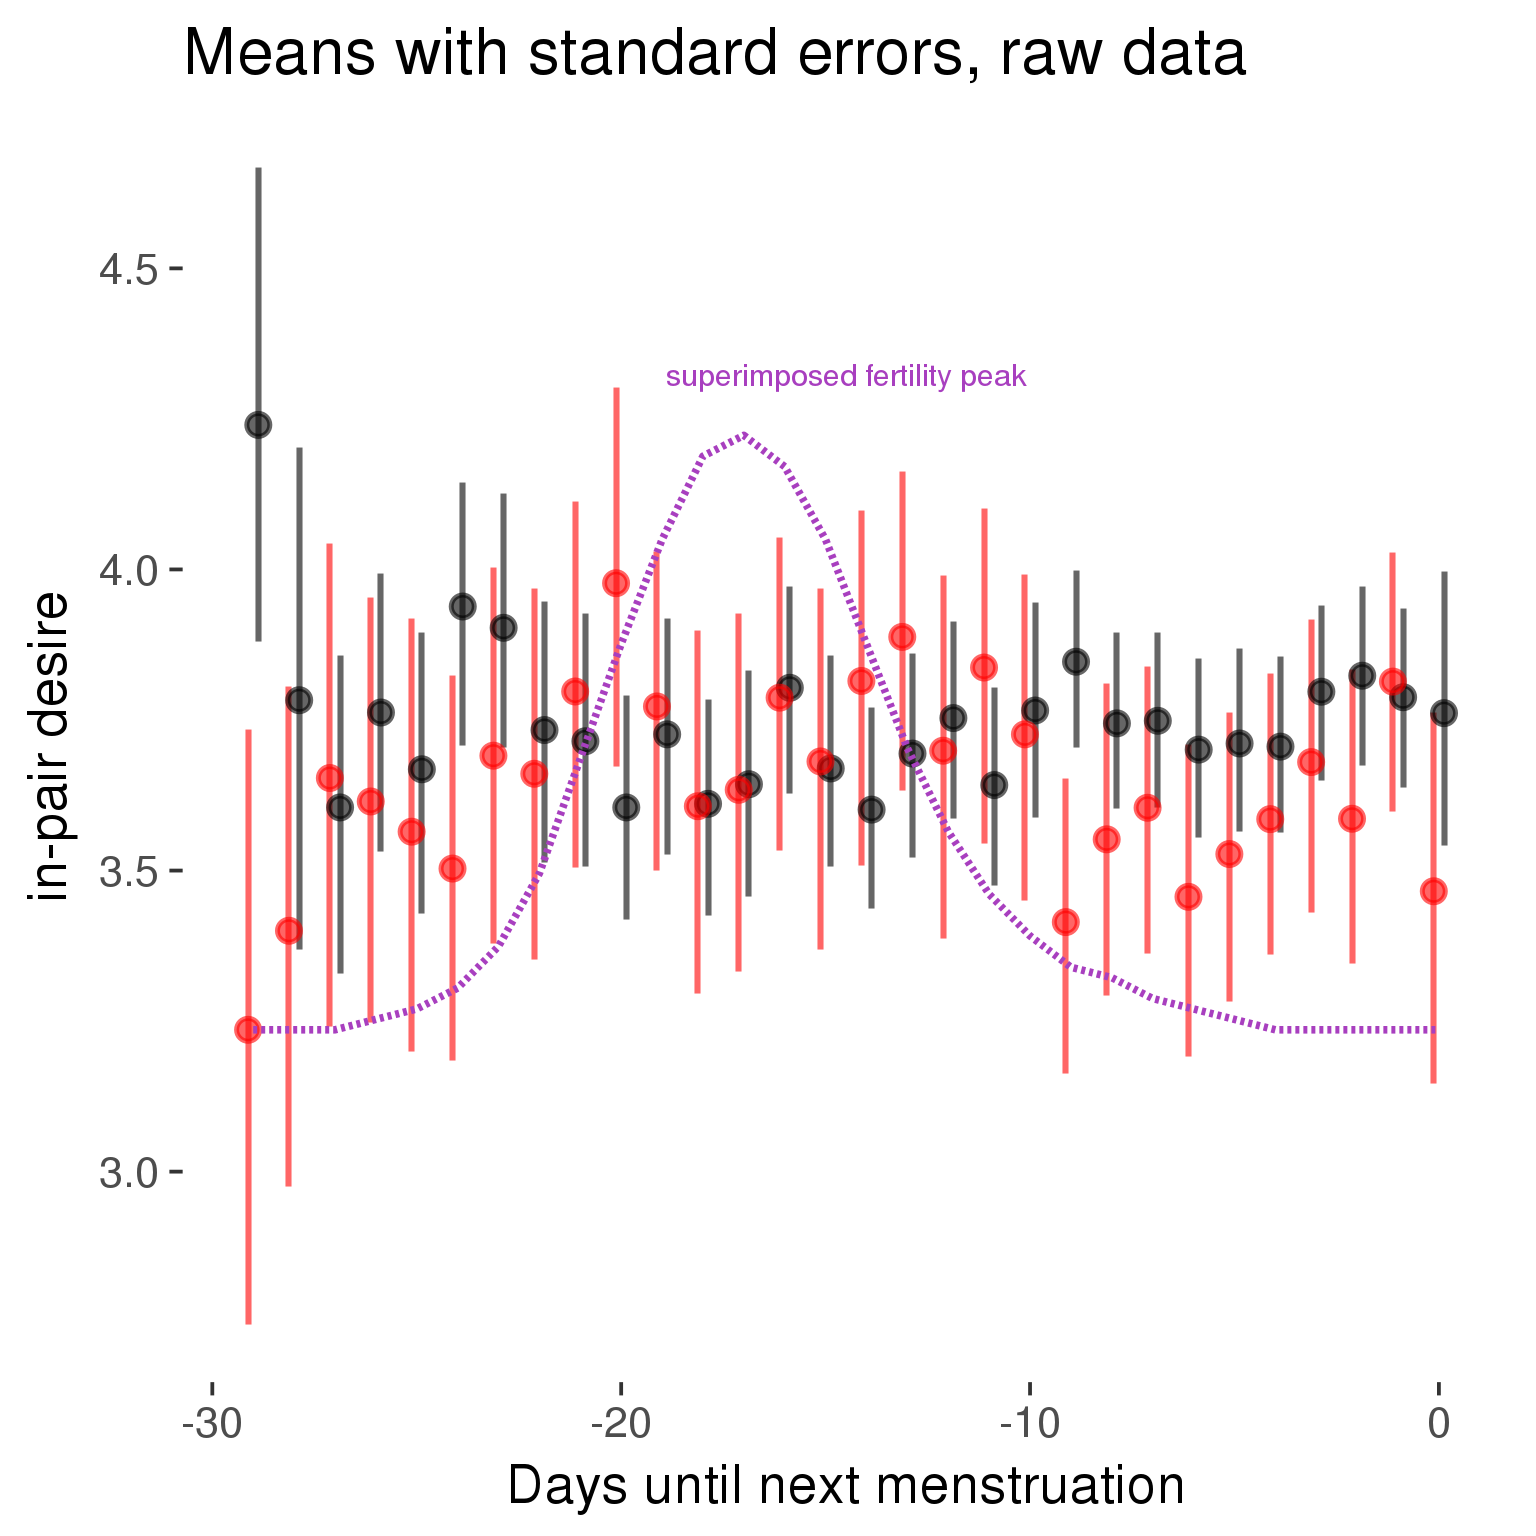 Means with standard errors, raw data
4.5
superimposed fertility peak
4.0
in-pair desire
3.5
3.0
-30
-20
-10
0
Days until next menstruation